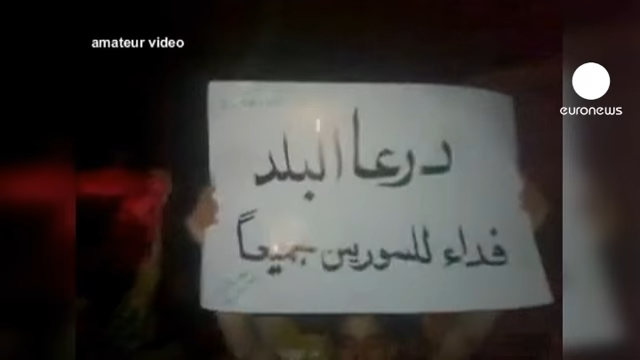 amateur video
euronews
درعا البلد
فداء للسوريين جميعاً